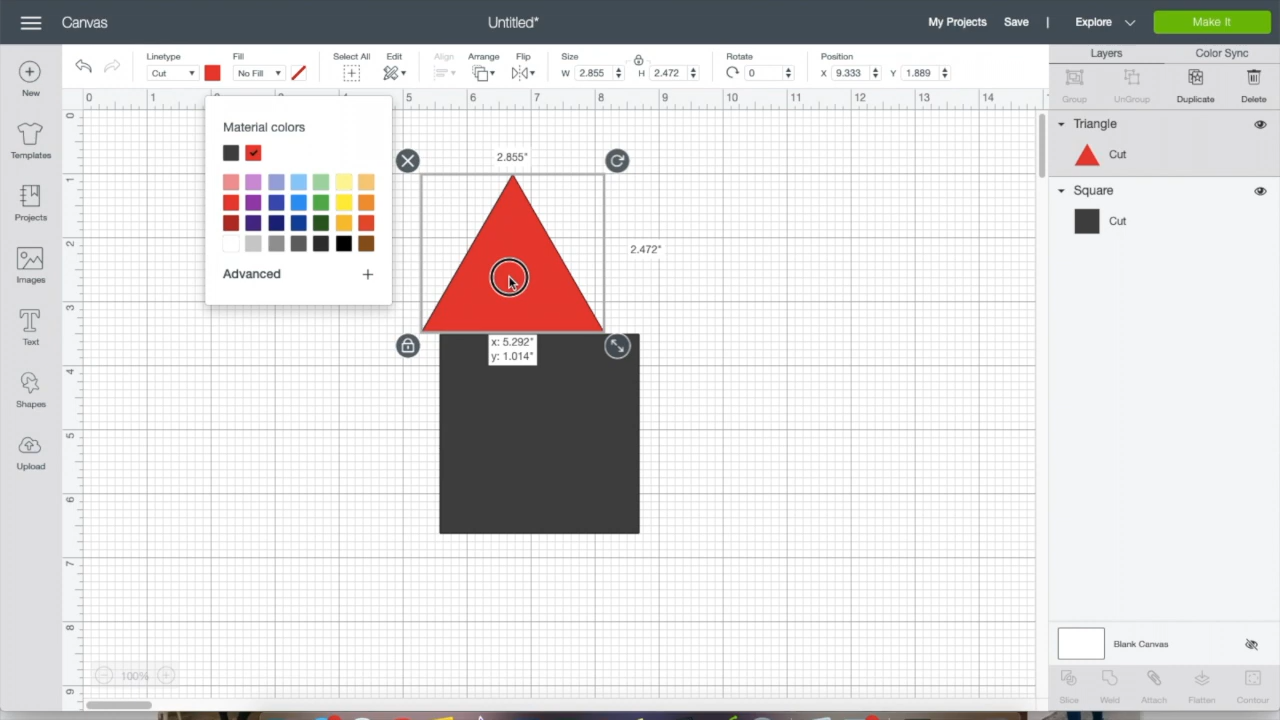 Canvas
Untitled*
My Projects Save | Explore Make It
Linetype
Cut
Fill
No Fill
Select All
Edit
Align
Arrange
Flip
Size
W 2.855
H 2.472
Rotate
0
Position
X 9.333
Y 1.889
Layers Color Sync
Group UnGroup Duplicate Delete
New
Templates
Projects
Images
Text
Shapes
Upload
0 1 5 6 7 8 9 10 11 12 13 14
0
1
2
3
4
5
6
7
8
9
Material colors
Advanced +
2.855"
2.472"
x: 5.292"
y: 1.014"
100%
Triangle
Cut
Square
Cut
Blank Canvas
Slice Weld Attach Flatten Contour